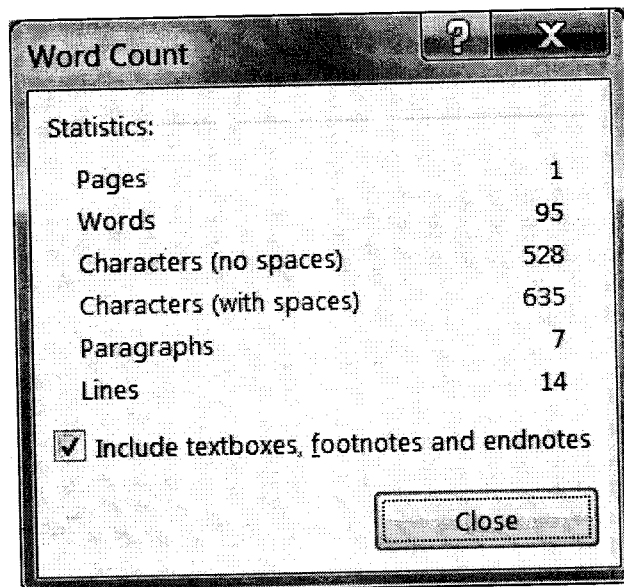 Word Count
?
X
Statistics:
Pages 1
Words 95
Characters (no spaces) 528
Characters (with spaces) 635
Paragraphs 7
Lines 14
Include textboxes, footnotes and endnotes
Close